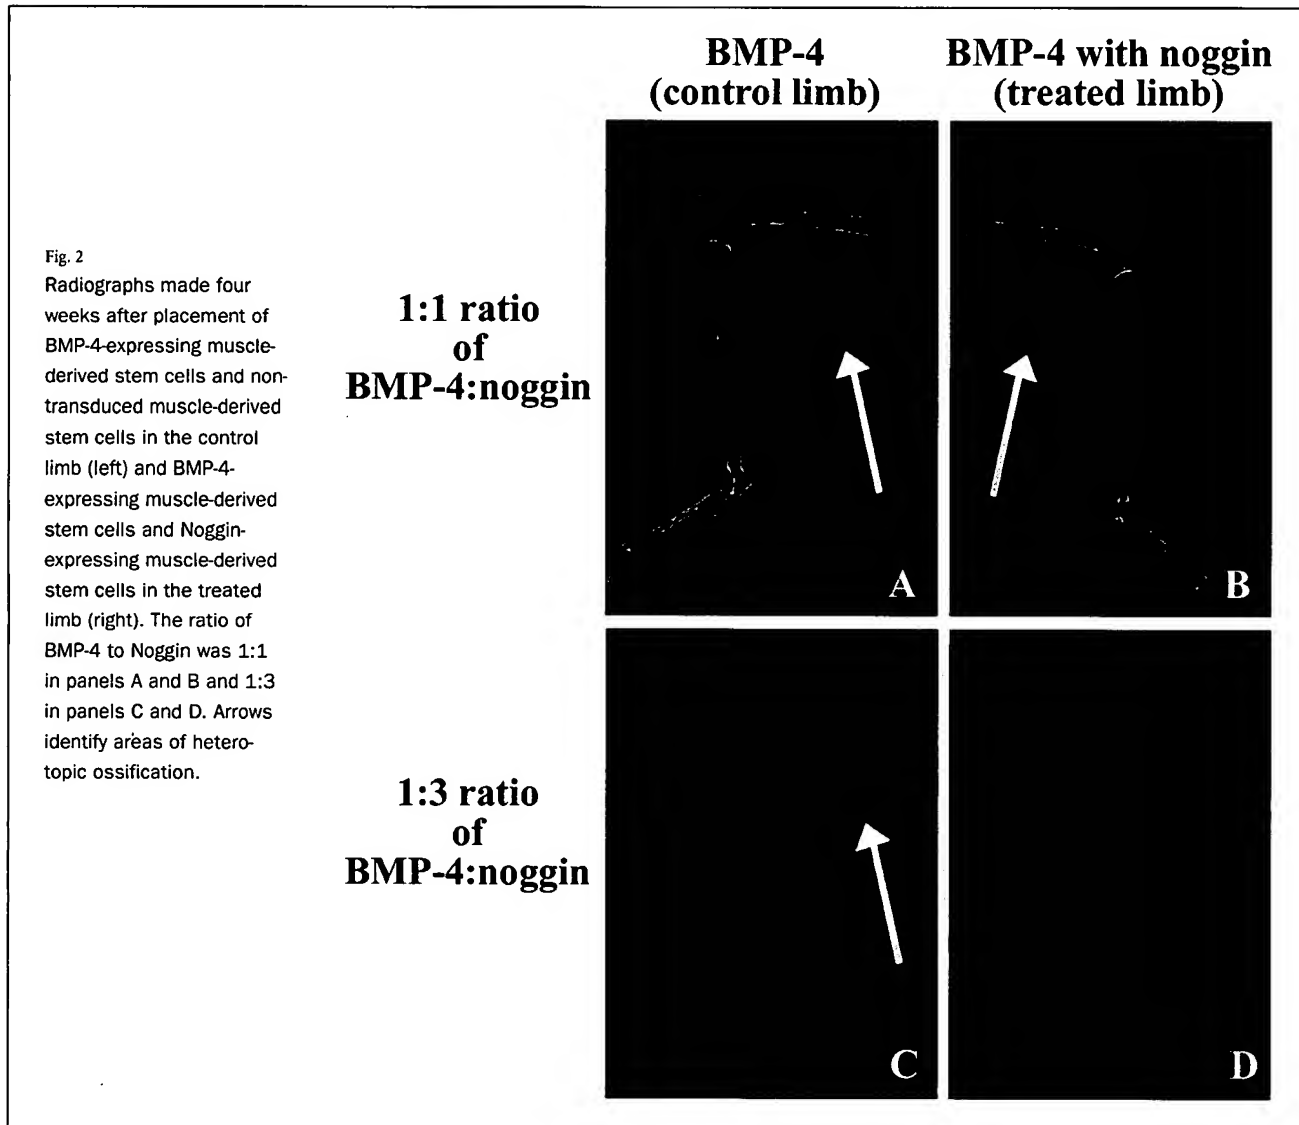 BMP-4
(control limb)
BMP-4 with noggin
(treated limb)
Fig. 2
Radiographs made four
weeks after placement of
BMP-4-expressing muscle-
derived stem cells and non-
transduced muscle-derived
stem cells in the control
limb (left) and BMP-4-
expressing muscle-derived
stem cells and Noggin-
expressing muscle-derived
stem cells in the treated
limb (right). The ratio of
BMP-4 to Noggin was 1:1
in panels A and B and 1:3
in panels C and D. Arrows
identify areas of hetero-
topic ossification.
1:1 ratio
of
BMP-4:noggin
A
B
1:3 ratio
of
BMP-4:noggin
C
D